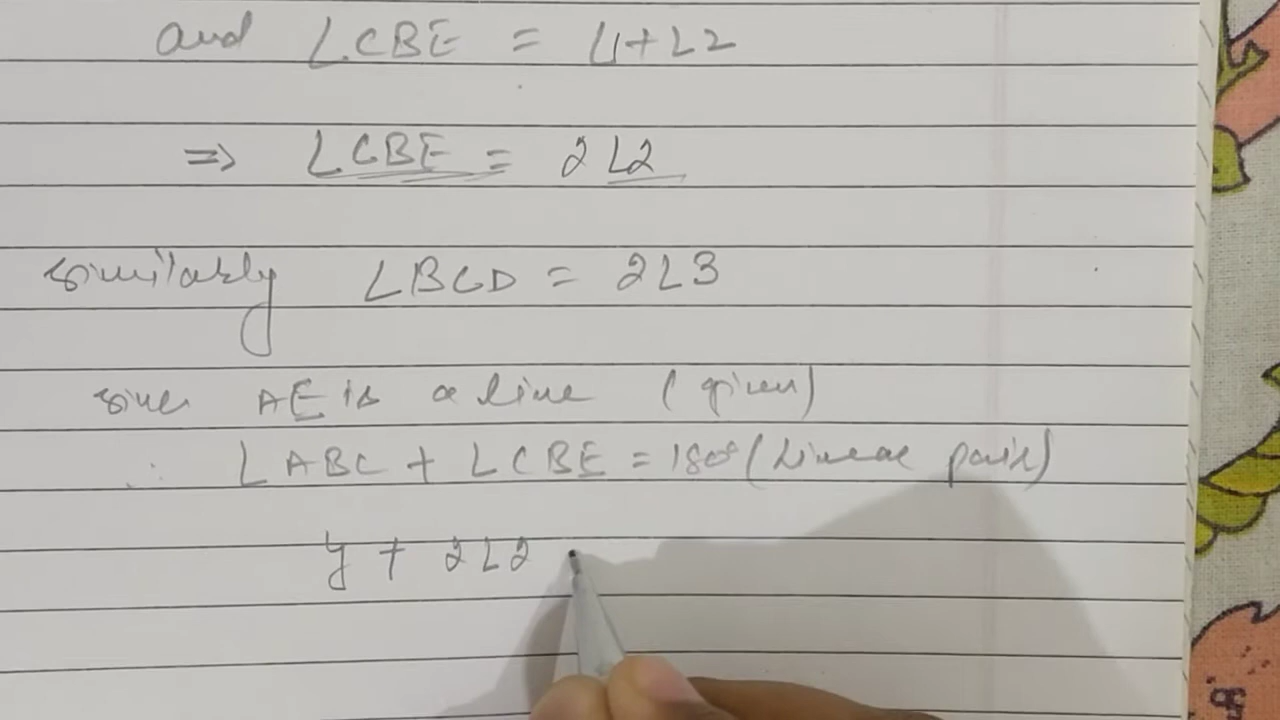 and ∠CBE = ∠1+∠2
=> ∠CBE = 2∠2
similarly ∠BCD = 2∠3
since AE is a line (given)
∴ ∠ABC + ∠CBE = 180° (Linear pair)
y + 2∠2